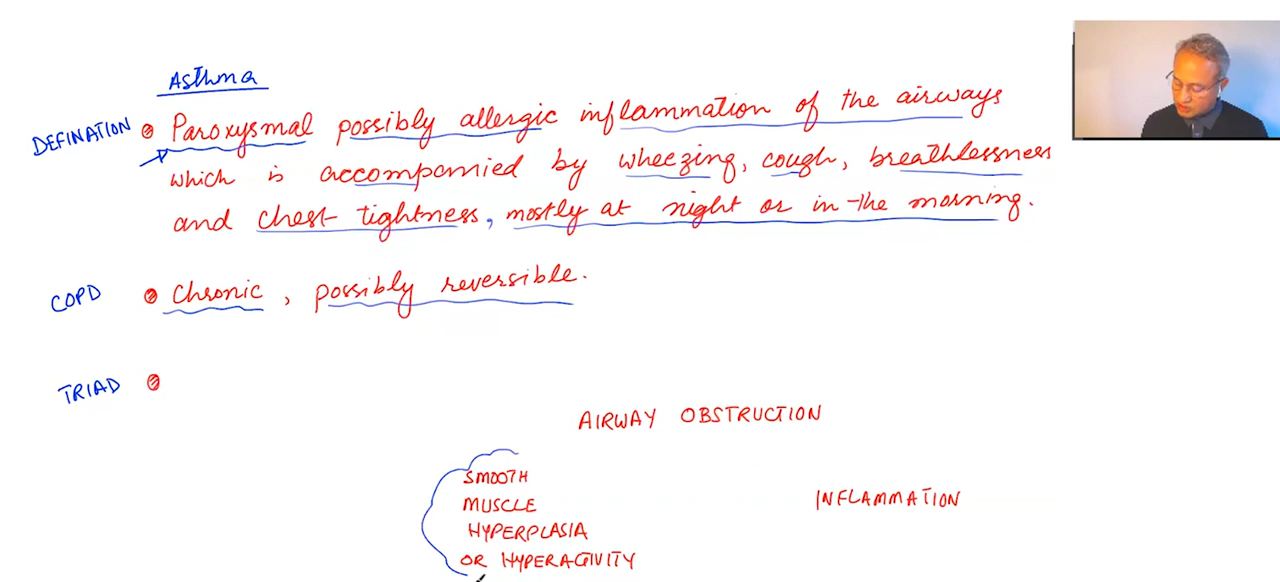 Asthma
DEFINATION • Paroxysmal possibly allergic inflammation of the airways
which is accompanied by wheezing, cough, breathlessness
and chest tightness, mostly at night or in the morning.
COPD • Chronic, possibly reversible.
TRIAD •
AIRWAY OBSTRUCTION
SMOOTH
MUSCLE
HYPERPLASIA
OR HYPERACTIVITY
INFLAMMATION